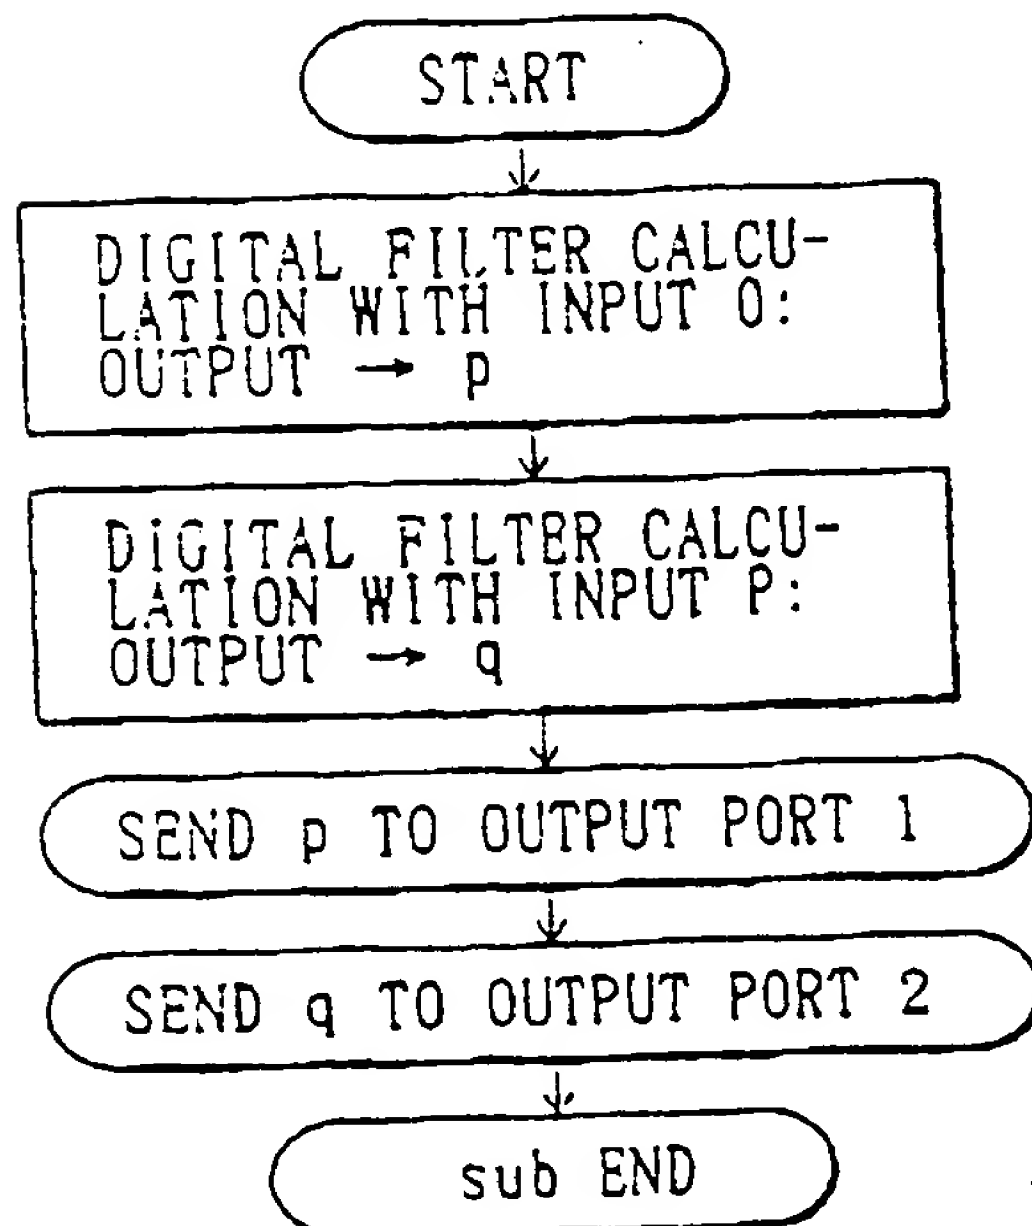 START
DIGITAL FILTER CALCU-
LATION WITH INPUT 0:
OUTPUT → p
DIGITAL FILTER CALCU-
LATION WITH INPUT P:
OUTPUT → q
SEND p TO OUTPUT PORT 1
SEND q TO OUTPUT PORT 2
sub END